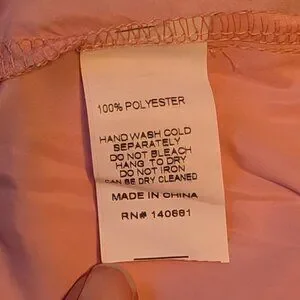 100% POLYESTER
HAND WASH COLD
SEPARATELY
DO NOT BLEACH
HANG TO DRY
DO NOT IRON
CAN BE DRY CLEANED
MADE IN CHINA
RN# 140661